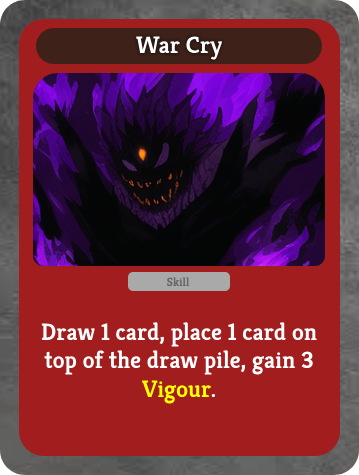 War Cry
Skill
Draw 1 card, place 1 card on
top of the draw pile, gain 3
Vigour.